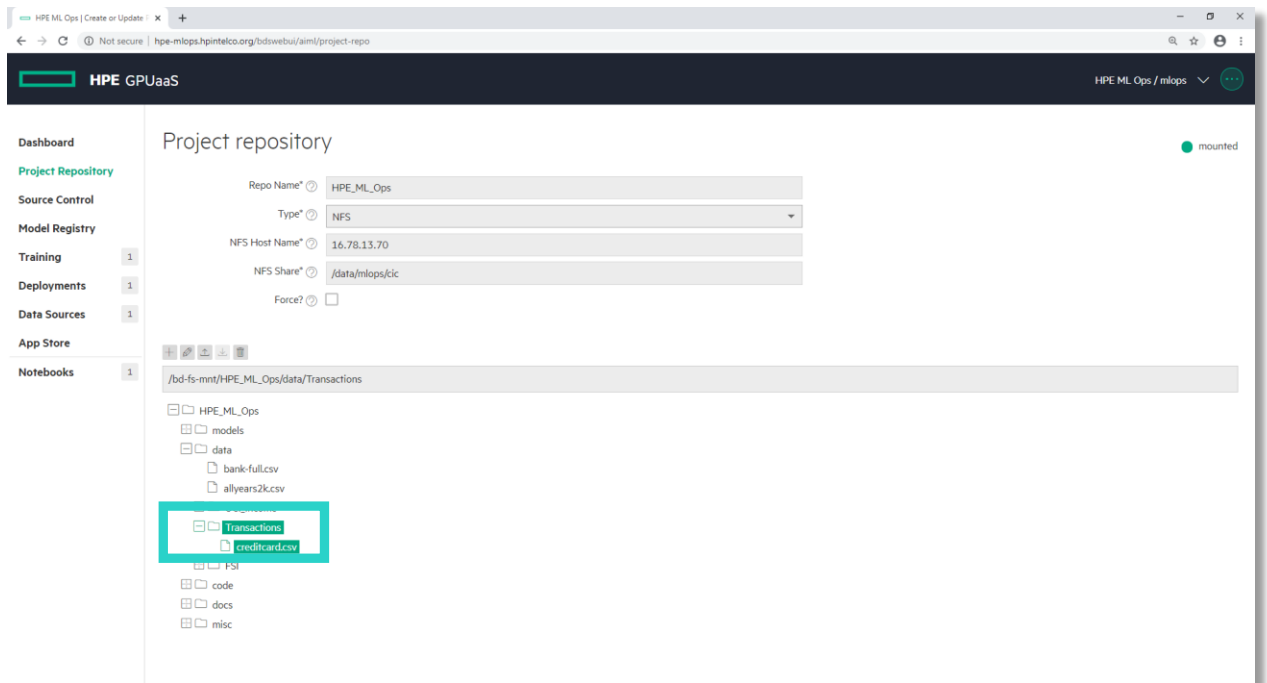 HPE ML Ops | Create or Update
Not secure | hpe-mlops.hpintelco.org/bdswebui/aiml/project-repo
HPE GPUaaS
HPE ML Ops / mlops
Dashboard
Project Repository
Source Control
Model Registry
Training 1
Deployments 1
Data Sources 1
App Store
Notebooks 1
Project repository
mounted
Repo Name* HPE_ML_Ops
Type* NFS
NFS Host Name* 16.78.13.70
NFS Share* /data/mlops/cic
Force?
/bd-fs-mnt/HPE_ML_Ops/data/Transactions
HPE_ML_Ops
models
data
bank-full.csv
allyears2k.csv
Transactions
creditcard.csv
FSI
code
docs
misc